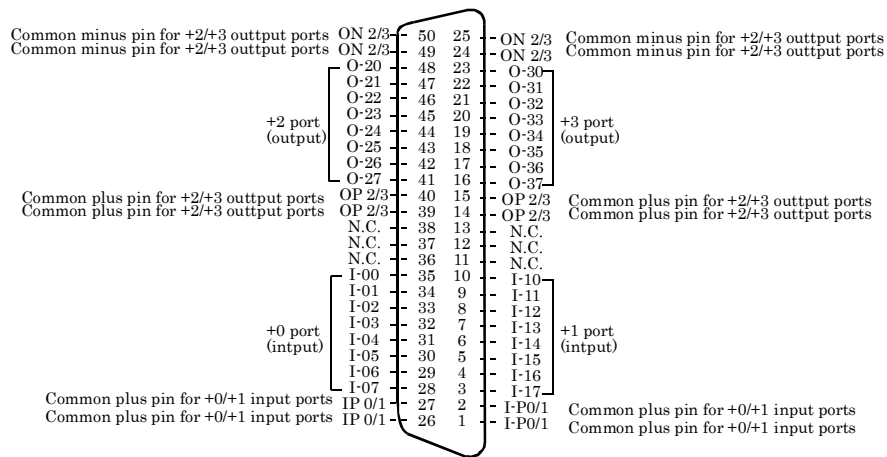 Common minus pin for +2/+3 outtput ports ON 2/3 50 25 ON 2/3 Common minus pin for +2/+3 outtput ports
Common minus pin for +2/+3 outtput ports ON 2/3 49 24 ON 2/3 Common minus pin for +2/+3 outtput ports
O-20 48 23 O-30
O-21 47 22 O-31
O-22 46 21 O-32
O-23 45 20 O-33
+2 port (output)
O-24 44 19 O-34
+3 port (output)
O-25 43 18 O-35
O-26 42 17 O-36
O-27 41 16 O-37
Common plus pin for +2/+3 outtput ports OP 2/3 40 15 OP 2/3 Common plus pin for +2/+3 outtput ports
Common plus pin for +2/+3 outtput ports OP 2/3 39 14 OP 2/3 Common plus pin for +2/+3 outtput ports
N.C. 38 13 N.C.
N.C. 37 12 N.C.
N.C. 36 11 N.C.
I-00 35 10 I-10
I-01 34 9 I-11
I-02 33 8 I-12
I-03 32 7 I-13
+0 port (intput)
I-04 31 6 I-14
+1 port (intput)
I-05 30 5 I-15
I-06 29 4 I-16
I-07 28 3 I-17
Common plus pin for +0/+1 input ports IP 0/1 27 2 I-P0/1 Common plus pin for +0/+1 input ports
Common plus pin for +0/+1 input ports IP 0/1 26 1 I-P0/1 Common plus pin for +0/+1 input ports